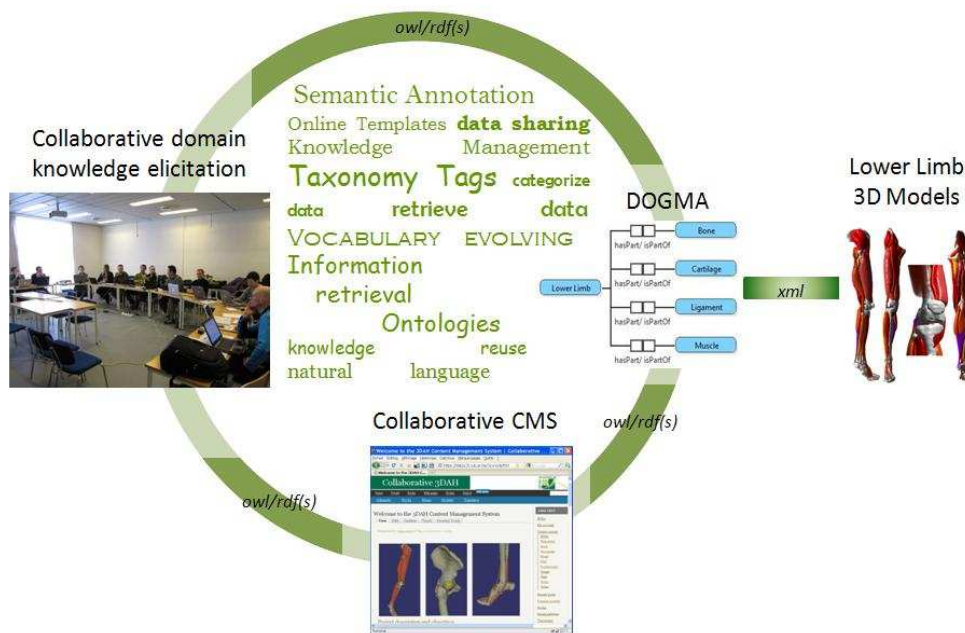 owl/rdf(s)
Semantic Annotation
Online Templates data sharing
Knowledge Management
Taxonomy Tags categorize
data retrieve data
VOCABULARY EVOLVING
Information
retrieval
Ontologies
knowledge reuse
natural language
Collaborative domain
knowledge elicitation
DOGMA
Lower Limb
hasPart/ isPartOf
Bone
hasPart/ isPartOf
Cartilage
hasPart/ isPartOf
Ligament
hasPart/ isPartOf
Muscle
xml
Lower Limb
3D Models
owl/rdf(s)
owl/rdf(s)
Collaborative CMS
Collaborative 3DAH
Welcome to the 3DAH Content Management System